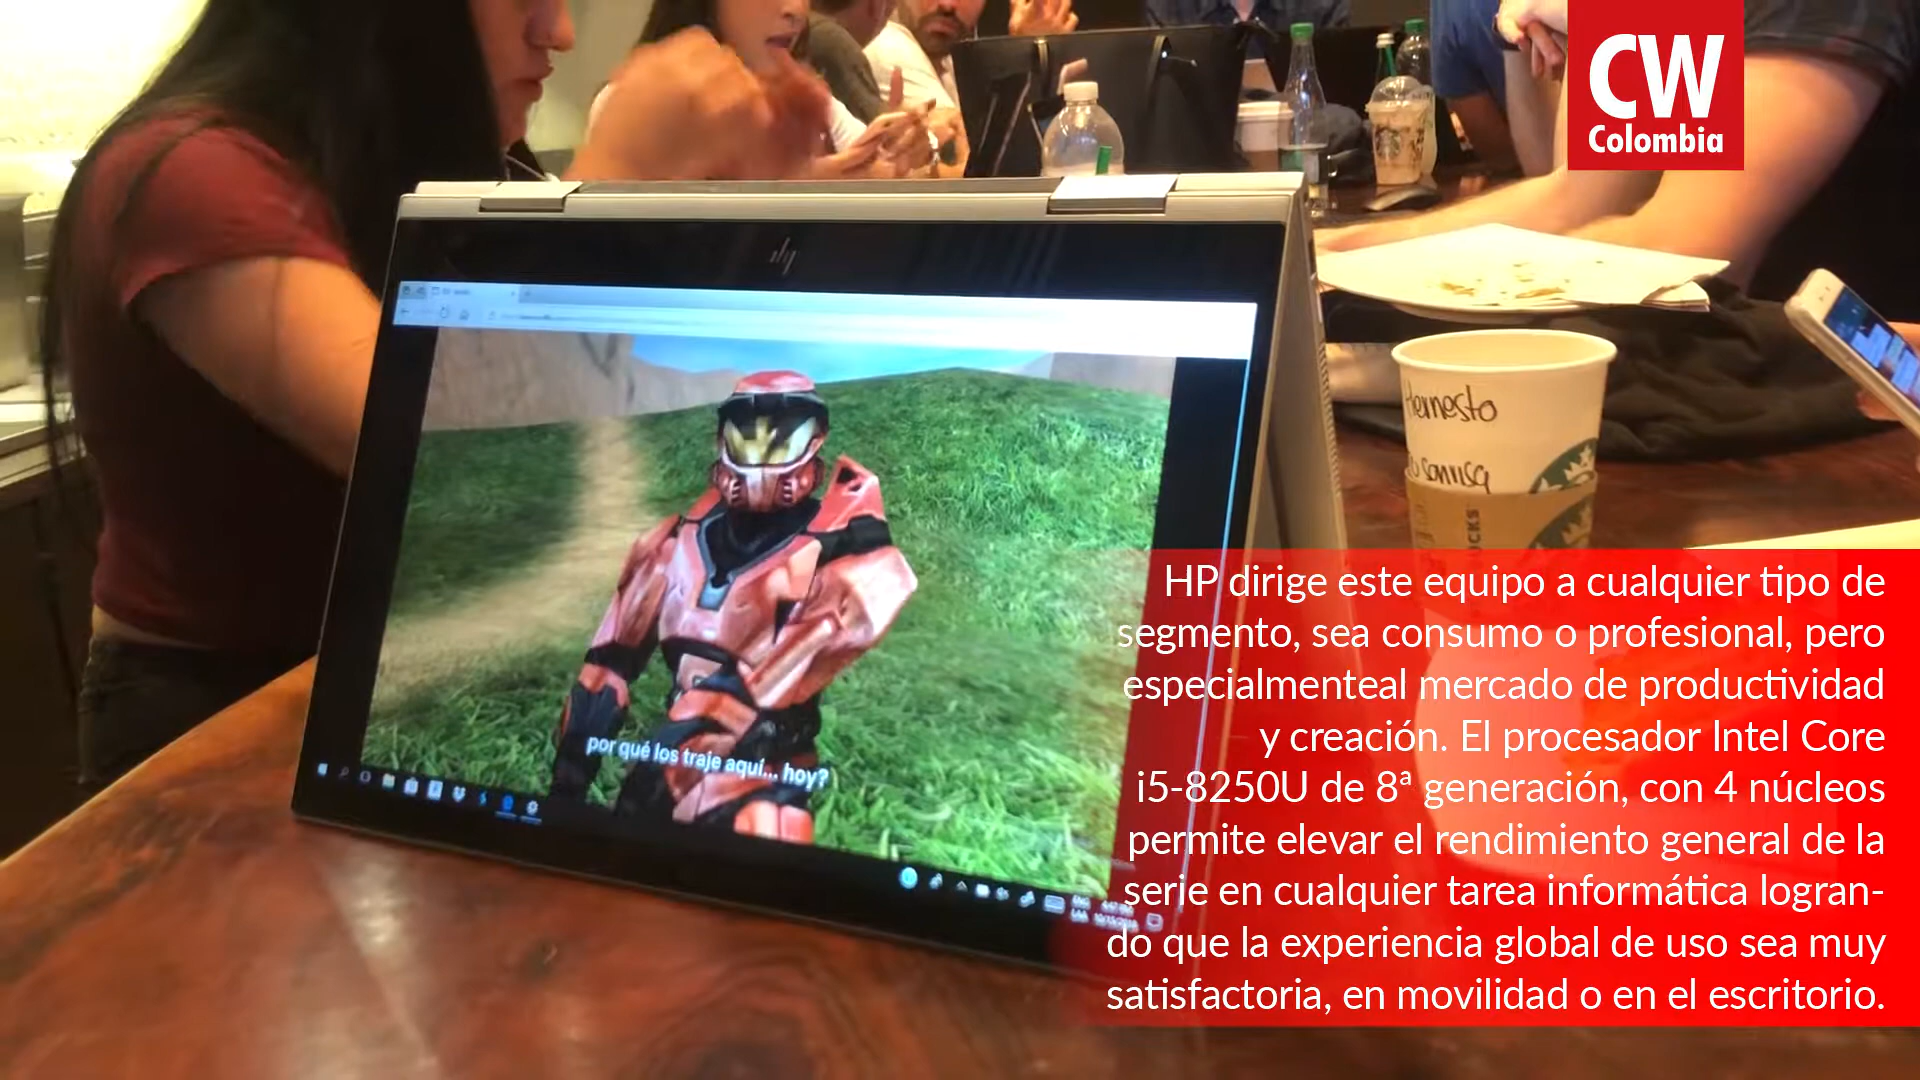 CW
Colombia
hp
Hernesto
por qué los traje aquí... hoy?
HP dirige este equipo a cualquier tipo de
segmento, sea consumo o profesional, pero
especialmenteal mercado de productividad
y creación. El procesador Intel Core
i5-8250U de 8ª generación, con 4 núcleos
permite elevar el rendimiento general de la
serie en cualquier tarea informática logran-
do que la experiencia global de uso sea muy
satisfactoria, en movilidad o en el escritorio.